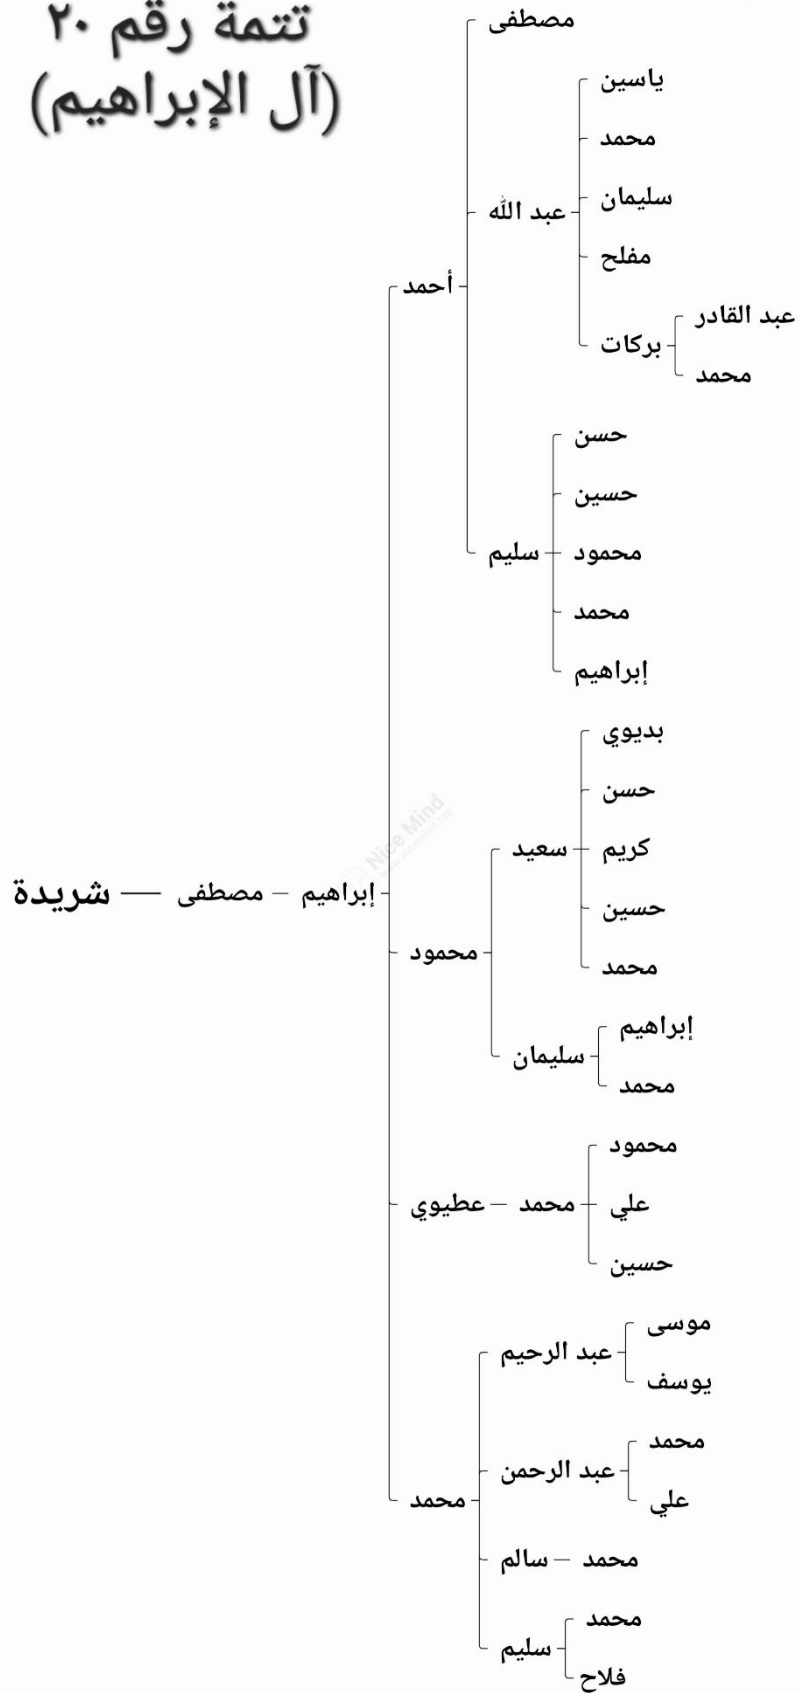 تتمة رقم ٢٠
(آل الإبراهيم)
شريدة
مصطفى
إبراهيم
أحمد
مصطفى
عبد الله
ياسين
محمد
سليمان
مفلح
بركات
عبد القادر
محمد
سليم
حسن
حسين
محمود
محمد
إبراهيم
محمود
سعيد
بديوي
حسن
كريم
حسين
محمد
سليمان
إبراهيم
محمد
عطيوي
محمد
محمود
علي
حسين
محمد
عبد الرحيم
موسى
يوسف
عبد الرحمن
محمد
علي
سالم
محمد
سليم
محمد
فلاح
Nice Mind